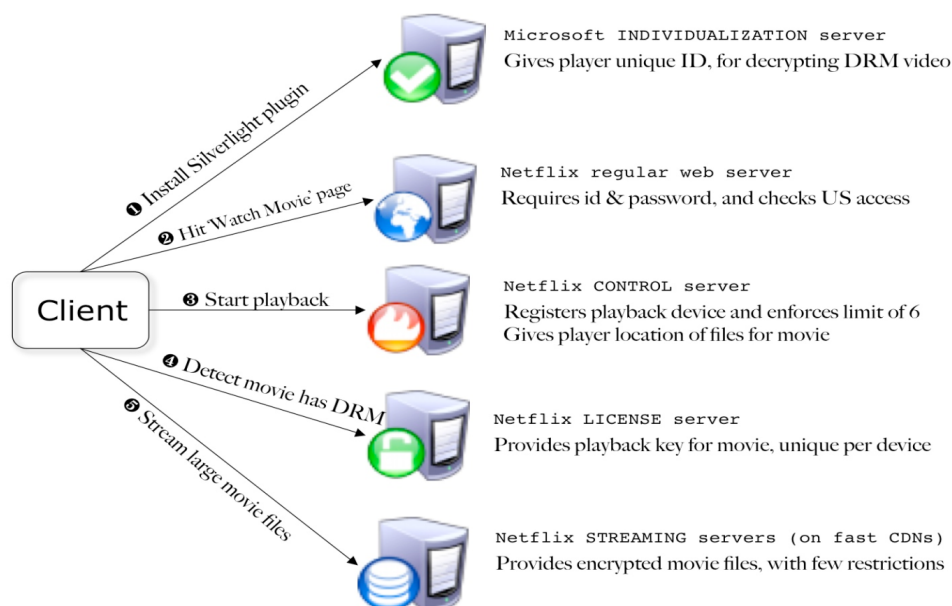 Microsoft INDIVIDUALIZATION server
Gives player unique ID, for decrypting DRM video
❶ Install Silverlight plugin
Netflix regular web server
Requires id & password, and checks US access
❷ Hit 'Watch Movie' page
Client
❸ Start playback
Netflix CONTROL server
Registers playback device and enforces limit of 6
Gives player location of files for movie
❹ Detect movie has DRM
Netflix LICENSE server
Provides playback key for movie, unique per device
❺ Stream large movie files
Netflix STREAMING servers (on fast CDNs)
Provides encrypted movie files, with few restrictions